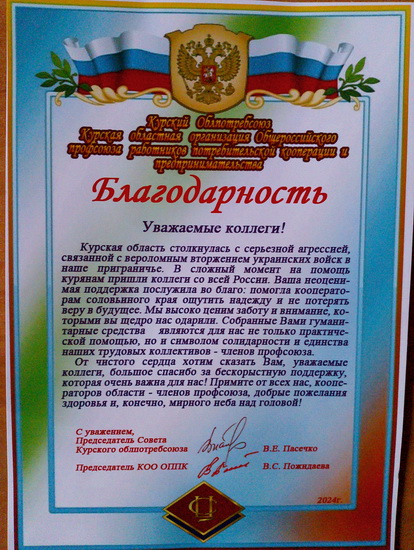 Курский Облпотребсоюз
Курская областная организация Общероссийского
профсоюза работников потребительской кооперации и
предпринимательства
Благодарность
Уважаемые коллеги!
Курская область столкнулась с серьезной агрессией,
связанной с вероломным вторжением украинских войск в
наше приграничье. В сложный момент на помощь
курянам пришли коллеги со всей России. Ваша неоцени-
мая поддержка послужила во благо: помогла кооперато-
рам соловьиного края ощутить надежду и не потерять
веру в будущее. Мы высоко ценим заботу и внимание, ко-
торыми вы щедро нас одарили. Собранные Вами гумани-
тарные средства являются для нас не только практичес-
кой помощью, но и символом солидарности и единства
наших трудовых коллективов - членов профсоюза.
От чистого сердца хотим сказать Вам, уважаемые
коллеги, большое спасибо за бескорыстную поддержку,
которая очень важна для нас! Примите от всех нас, коопе-
раторов области - членов профсоюза, добрые пожелания
здоровья и, конечно, мирного неба над головой!
С уважением,
Председатель Совета
Курского облпотребсоюза В.Е. Пасечко
Председатель КОО ОППК В.С. Пожидаева
2024г.